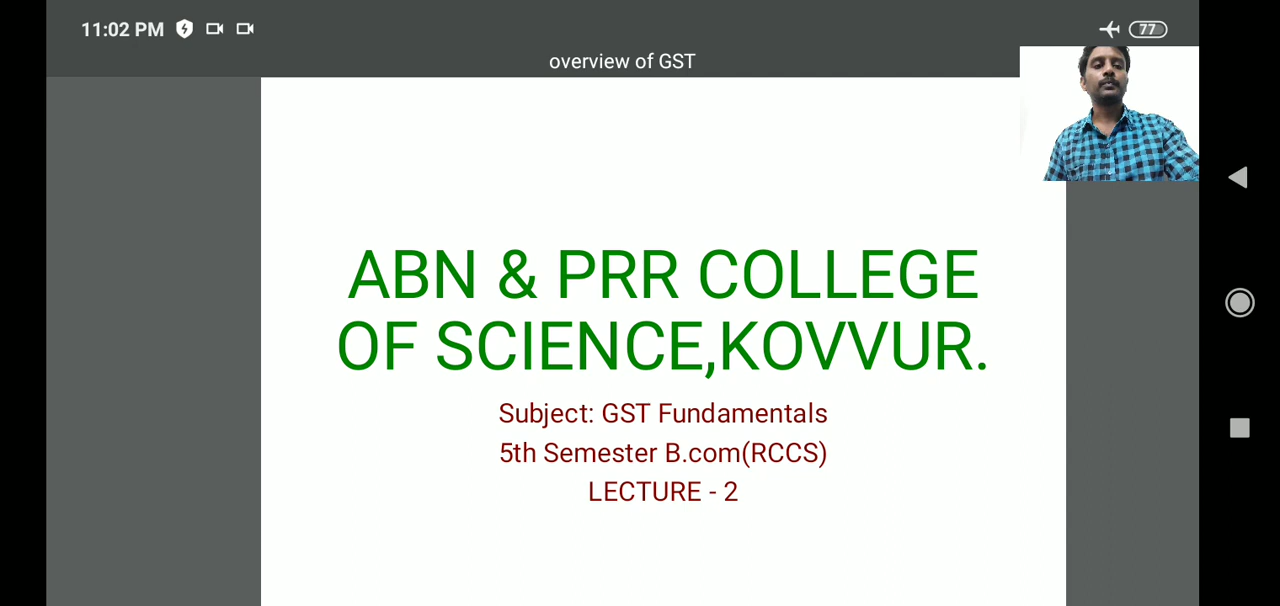 11:02 PM
77
overview of GST
ABN & PRR COLLEGE
OF SCIENCE,KOVVUR.
Subject: GST Fundamentals
5th Semester B.com(RCCS)
LECTURE - 2